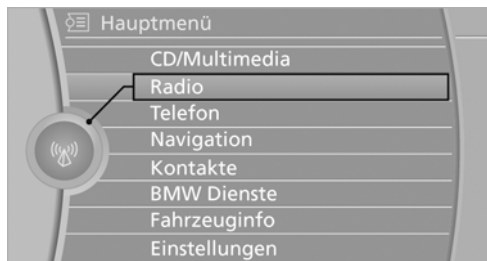 Hauptmenü
CD/Multimedia
Radio
Telefon
Navigation
Kontakte
BMW Dienste
Fahrzeuginfo
Einstellungen